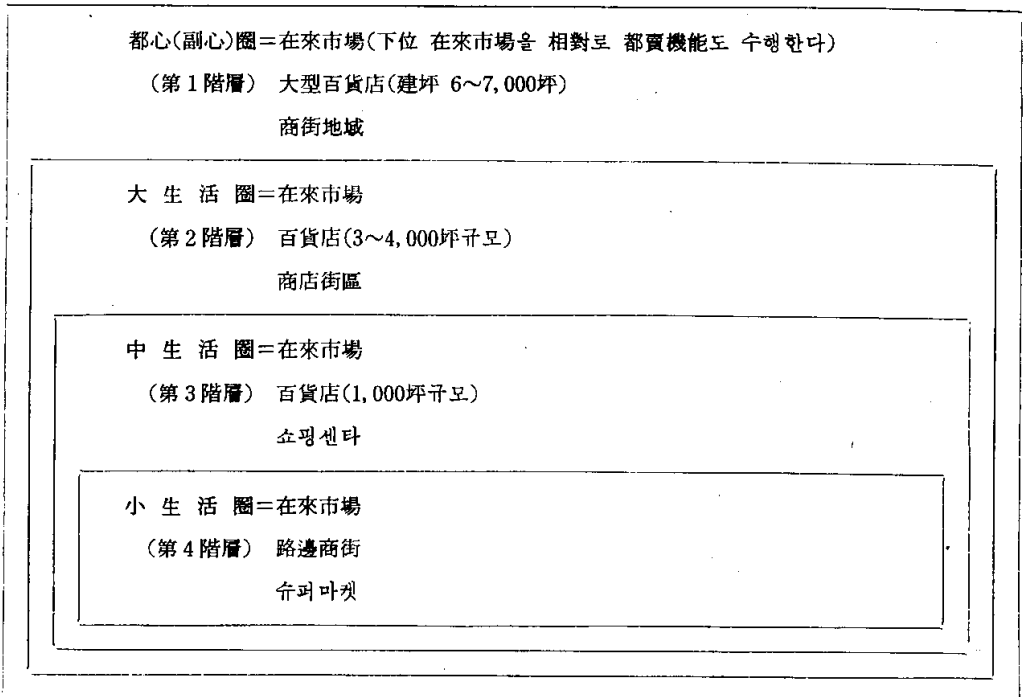 都心(副心)圈=在來市場(下位 在來市場을 相對로 都賣機能도 수행한다)
(第1階層) 大型百貨店(建坪 6~7,000坪)
商街地域
大 生 活 圈=在來市場
(第2階層) 百貨店(3~4,000坪규모)
商店街區
中 生 活 圈=在來市場
(第3階層) 百貨店(1,000坪규모)
쇼핑센타
小 生 活 圈=在來市場
(第4階層) 路邊商街
슈퍼마켓